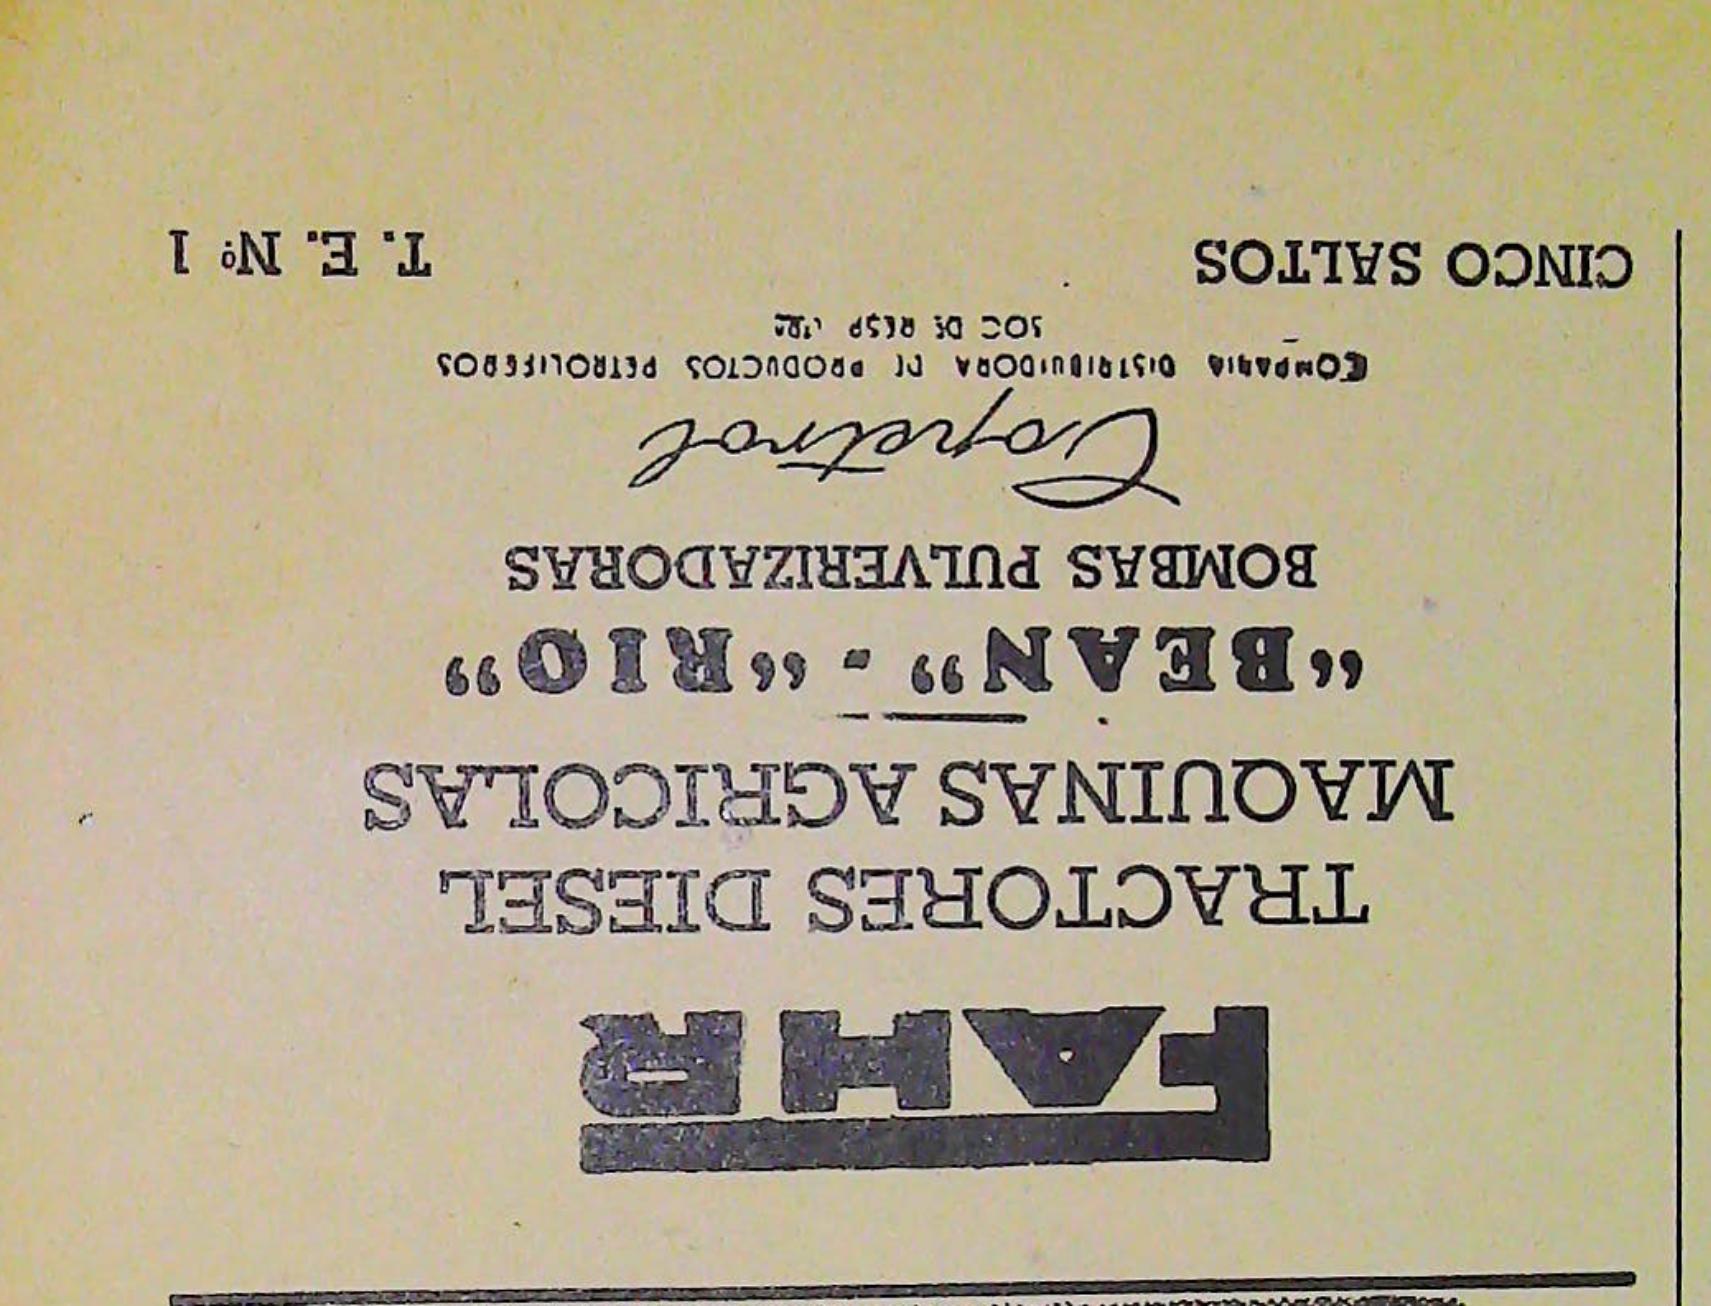 FAHR
TRACTORES DIESEL
MAQUINAS AGRICOLAS
"BEAN" - "RIO"
BOMBAS PULVERIZADORAS
Copetrol
COMPAÑIA DISTRIBUIDORA DE PRODUCTOS PETROLIFEROS
SOC DE RESP LTDA
CINCO SALTOS T. E. Nº 1